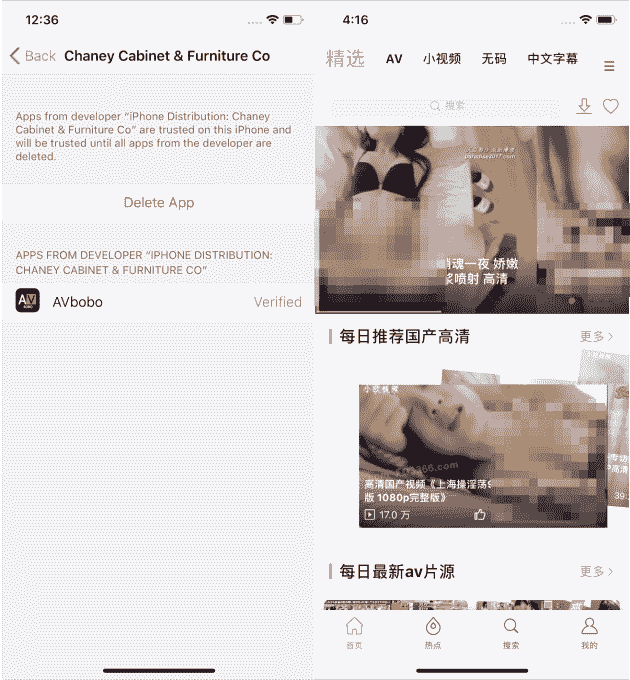 12:36
Back
Chaney Cabinet & Furniture Co
Apps from developer “iPhone Distribution: Chaney
Cabinet & Furniture Co” are trusted on this iPhone and
will be trusted until all apps from the developer are
deleted.
Delete App
APPS FROM DEVELOPER “IPHONE DISTRIBUTION:
CHANEY CABINET & FURNITURE CO”
AVbobo
Verified
4:16
精选
AV
小视频
无码
中文字幕
搜索
paradise2017.com
魂一夜 娇嫩
喷射 高清
每日推荐国产高清
更多
高清国产视频《上海操淫荡
版 1080p完整版》
17.0 万
每日最新av片源
更多
首页
热点
搜索
我的